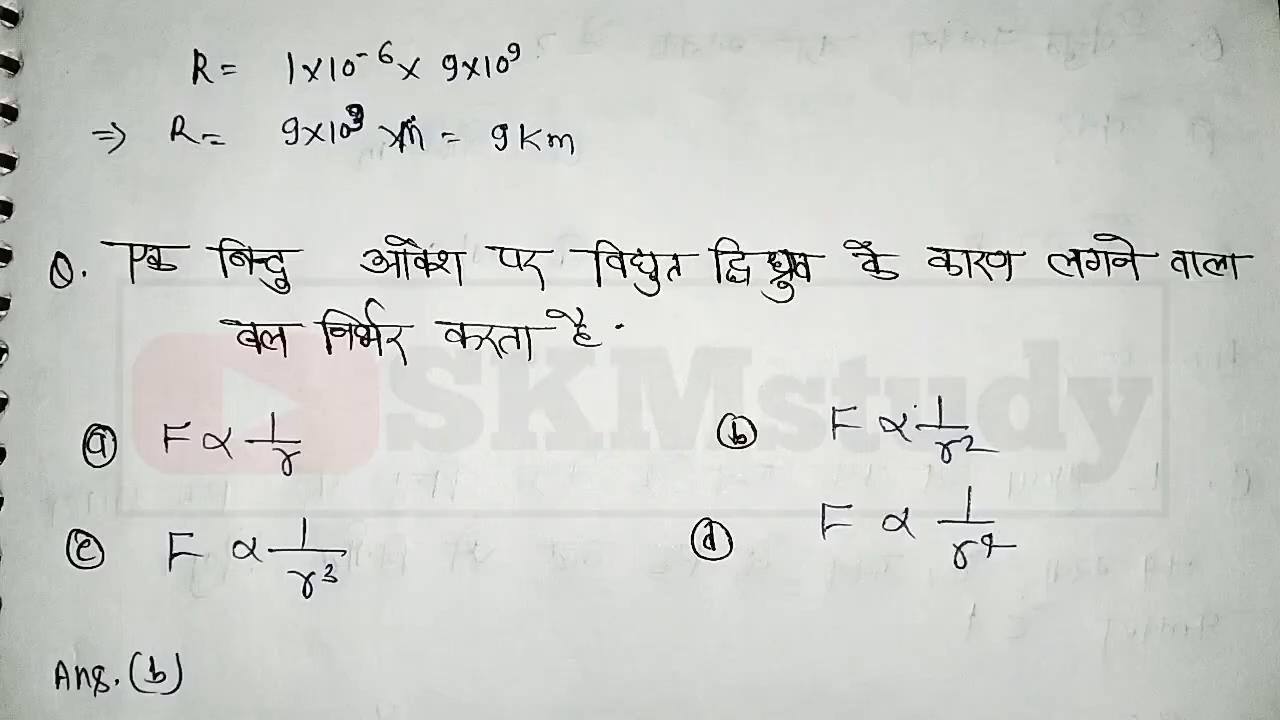 R = 1×10⁻⁶ × 9×10⁹
⇒ R = 9×10³ m = 9 Km
Q. एक बिन्दु आवेश पर विद्युत द्विध्रुव के कारण लगने वाला
बल निर्भर करता है.
SKMstudy
(a) F ∝ 1/r (b) F ∝ 1/r²
(c) F ∝ 1/r³ (d) F ∝ 1/r⁴
Ans. (b)